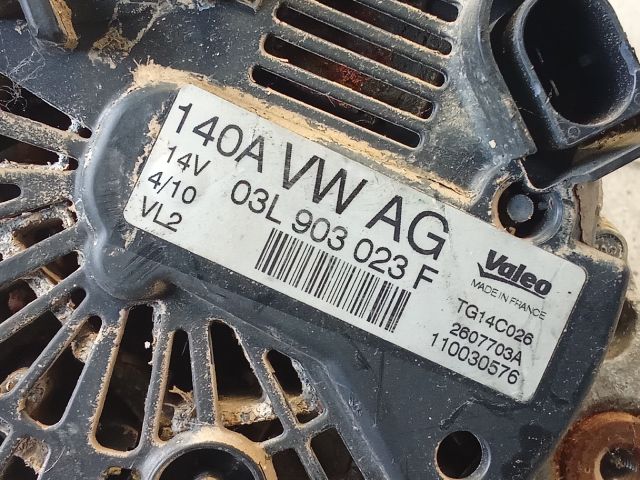 140A VW AG
14V 03L 903 023 F
4/10
VL2
Valeo
MADE IN FRANCE
TG14C026
2607703A
110030576